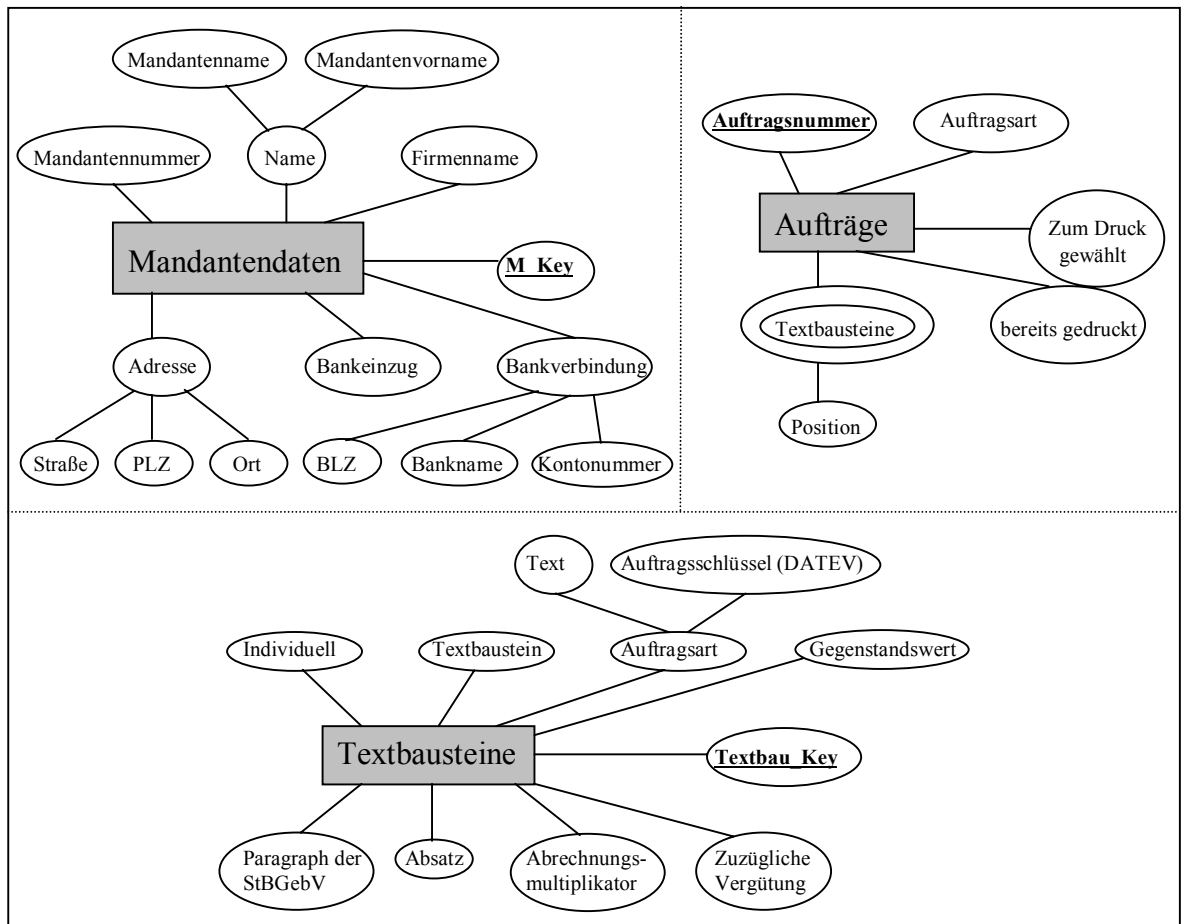 Mandantenname
Mandantenvorname
Mandantennummer
Name
Firmenname
Mandantendaten
M_Key
Adresse
Bankeinzug
Bankverbindung
Straße
PLZ
Ort
BLZ
Bankname
Kontonummer
Auftragsnummer
Auftragsart
Aufträge
Zum Druck
gewählt
Textbausteine
bereits gedruckt
Position
Text
Auftragsschlüssel (DATEV)
Individuell
Textbaustein
Auftragsart
Gegenstandswert
Textbausteine
Textbau_Key
Paragraph der
StBGebV
Absatz
Abrechnungs-
multiplikator
Zuzügliche
Vergütung